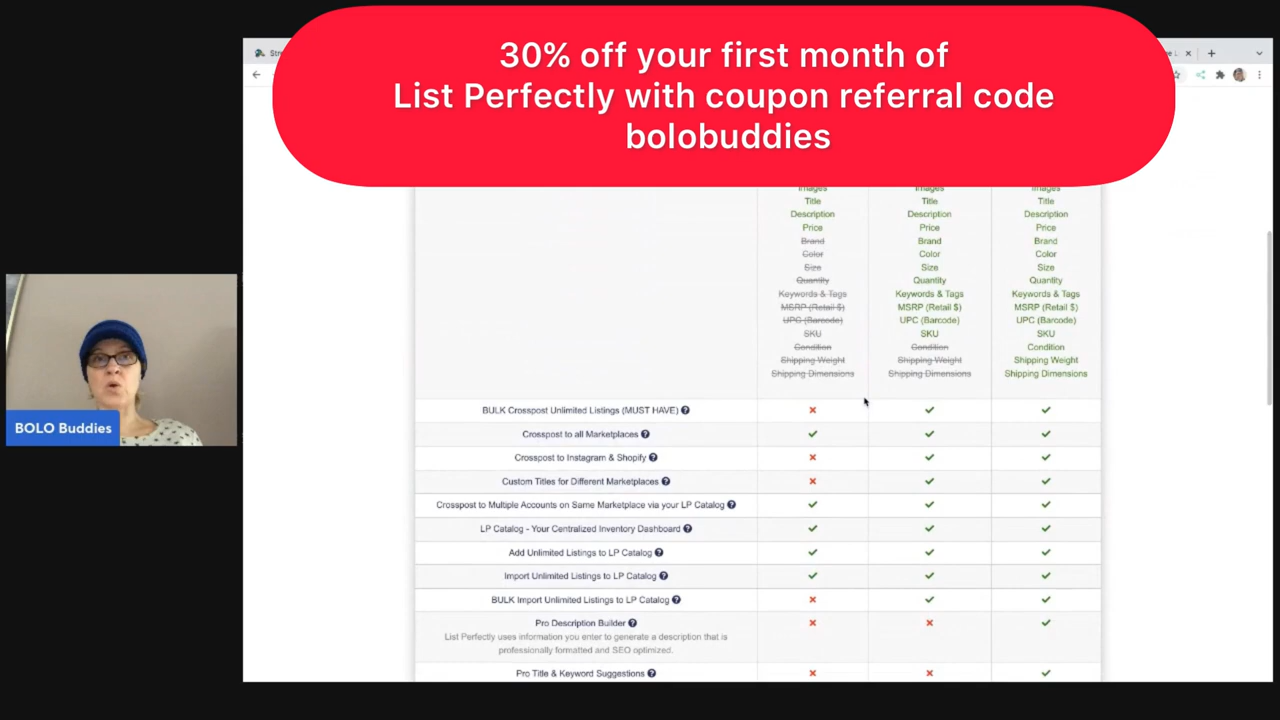 30% off your first month of
List Perfectly with coupon referral code
bolobuddies
Images Images Images
Title Title Title
Description Description Description
Price Price Price
Brand Brand Brand
Color Color Color
Size Size Size
Quantity Quantity Quantity
Keywords & Tags Keywords & Tags Keywords & Tags
MSRP (Retail $) MSRP (Retail $) MSRP (Retail $)
UPC (Barcode) UPC (Barcode) UPC (Barcode)
SKU SKU SKU
Condition Condition Condition
Shipping Weight Shipping Weight Shipping Weight
Shipping Dimensions Shipping Dimensions Shipping Dimensions
BULK Crosspost Unlimited Listings (MUST HAVE)
Crosspost to all Marketplaces
BOLO Buddies
Crosspost to Instagram & Shopify
Custom Titles for Different Marketplaces
Crosspost to Multiple Accounts on Same Marketplace via your LP Catalog
LP Catalog - Your Centralized Inventory Dashboard
Add Unlimited Listings to LP Catalog
Import Unlimited Listings to LP Catalog
BULK Import Unlimited Listings to LP Catalog
Pro Description Builder
List Perfectly uses information you enter to generate a description that is
professionally formatted and SEO optimized.
Pro Title & Keyword Suggestions